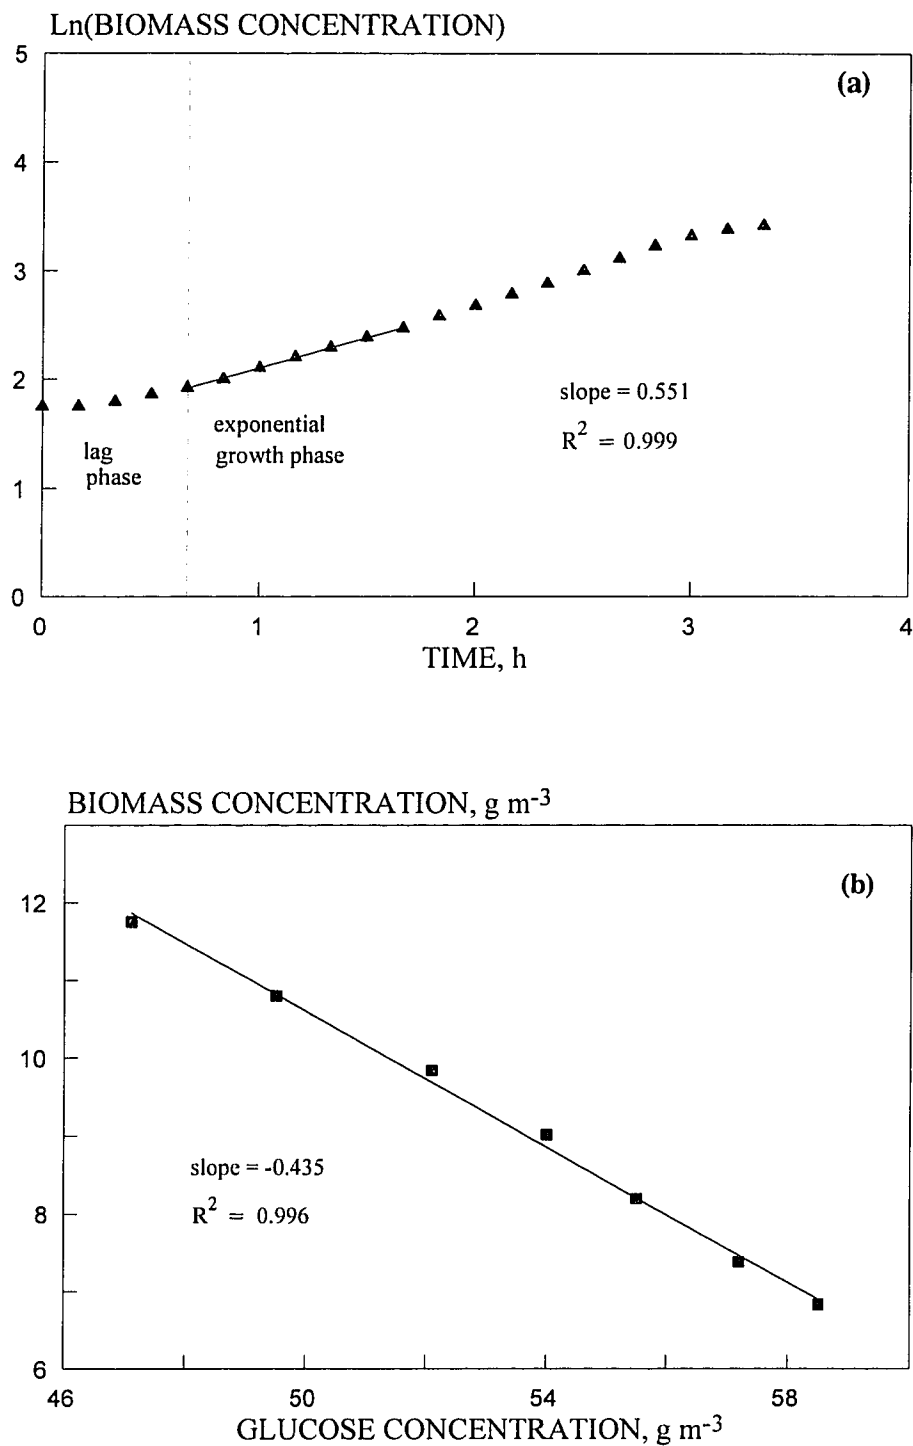 Ln(BIOMASS CONCENTRATION)
5
(a)
4
3
2
slope = 0.551
exponential
R2 = 0.999
lag
growth phase
phase
1
0
0 1 2 3 4
TIME, h
BIOMASS CONCENTRATION, g m-3
(b)
12
10
slope = -0.435
R2 = 0.996
8
6
46 50 54 58
GLUCOSE CONCENTRATION, g m-3